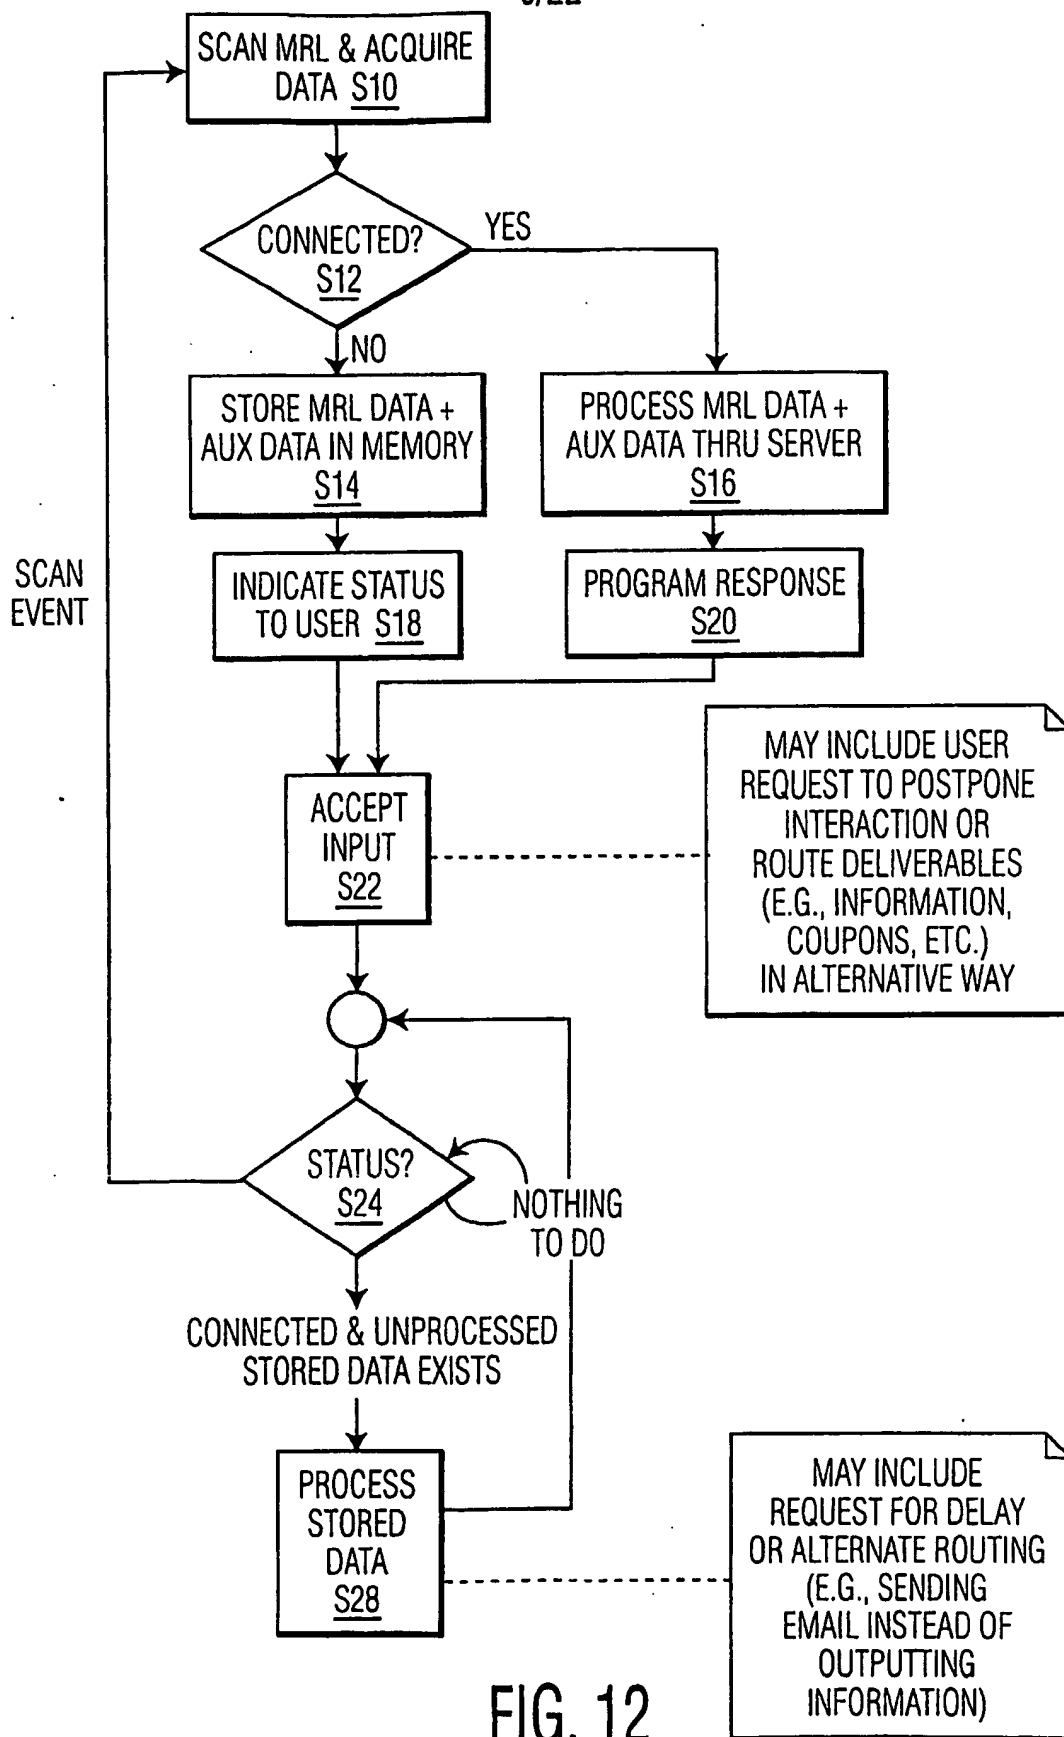 SCAN MRL & ACQUIRE
DATA S10
CONNECTED?
S12
YES
NO
STORE MRL DATA +
AUX DATA IN MEMORY
S14
PROCESS MRL DATA +
AUX DATA THRU SERVER
S16
SCAN
EVENT
INDICATE STATUS
TO USER S18
PROGRAM RESPONSE
S20
ACCEPT
INPUT
S22
MAY INCLUDE USER
REQUEST TO POSTPONE
INTERACTION OR
ROUTE DELIVERABLES
(E.G., INFORMATION,
COUPONS, ETC.)
IN ALTERNATIVE WAY
STATUS?
S24
NOTHING
TO DO
CONNECTED & UNPROCESSED
STORED DATA EXISTS
PROCESS
STORED
DATA
S28
MAY INCLUDE
REQUEST FOR DELAY
OR ALTERNATE ROUTING
(E.G., SENDING
EMAIL INSTEAD OF
OUTPUTTING
INFORMATION)
FIG. 12